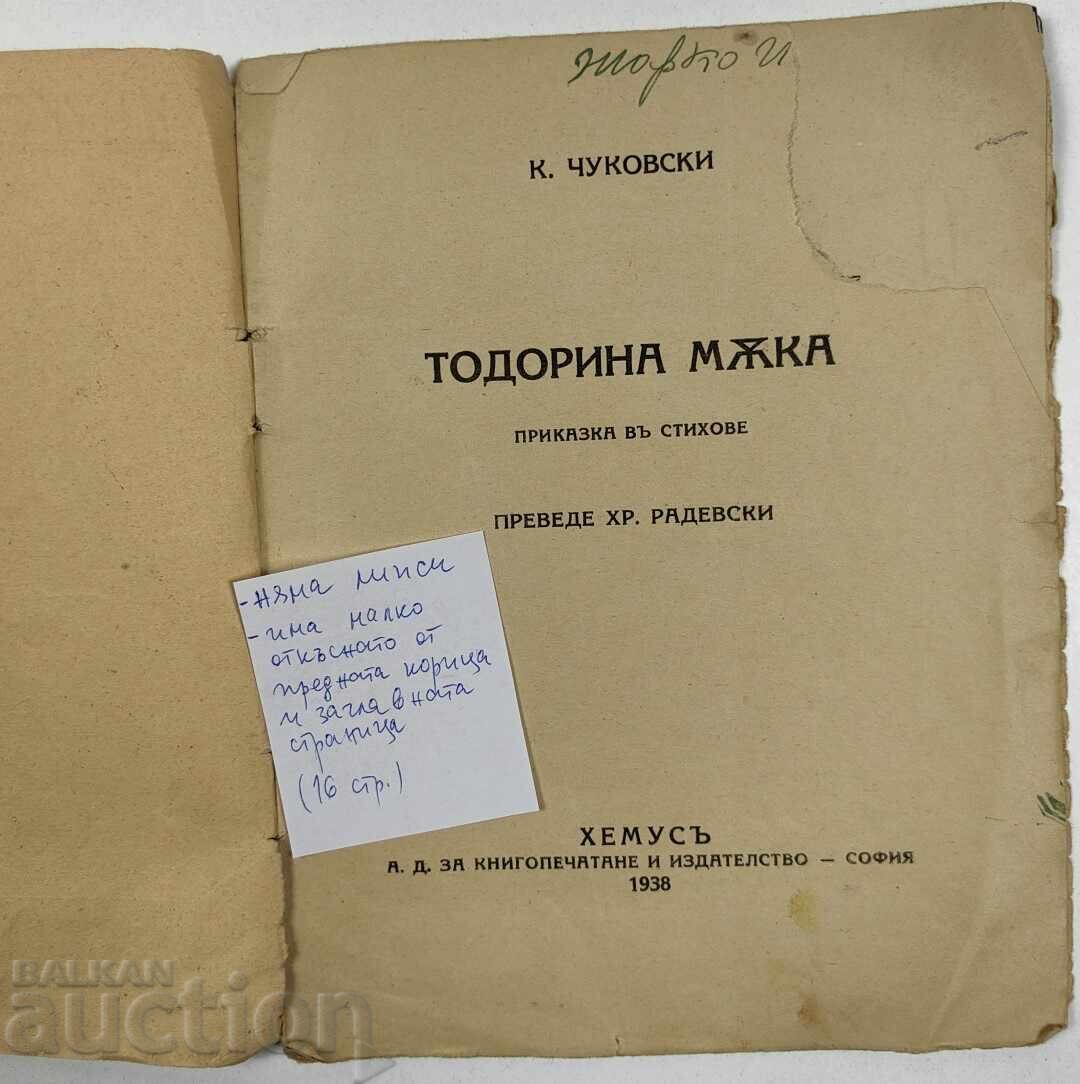 К. ЧУКОВСКИ
ТОДОРИНА МѪКА
ПРИКАЗКА ВЪ СТИХОВЕ
ПРЕВЕДЕ ХР. РАДЕВСКИ
- няма липси
- има малко
откъснато от
предната корица
и заглавната
страница
(16 стр.)
ХЕМУСЪ
А. Д. ЗА КНИГОПЕЧАТАНЕ И ИЗДАТЕЛСТВО — СОФИЯ
1938
BALKAN
auction